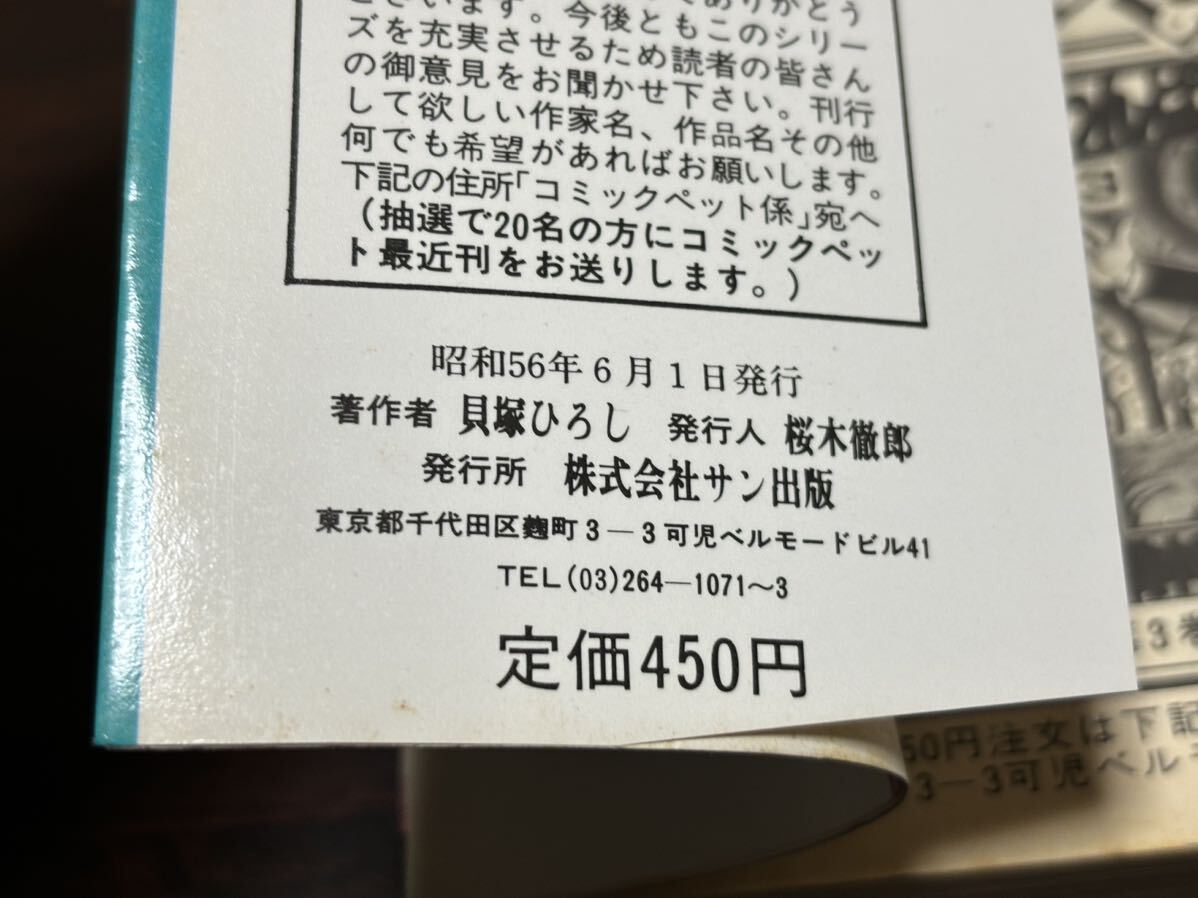 ございます。今後ともこのシリー
ズを充実させるため読者の皆さん
の御意見をお聞かせ下さい。刊行
して欲しい作家名、作品名その他
何でも希望があればお願いします。
下記の住所「コミックペット係」宛へ
(抽選で20名の方にコミックペッ
ト最近刊をお送りします。)
昭和56年6月1日発行
著作者 貝塚ひろし 発行人 桜木徹郎
発行所 株式会社サン出版
東京都千代田区麹町3—3可児ベルモードビル41
TEL(03)264—1071〜3
定価450円
第3巻
50円注文は下記
3—3可児ベルモ